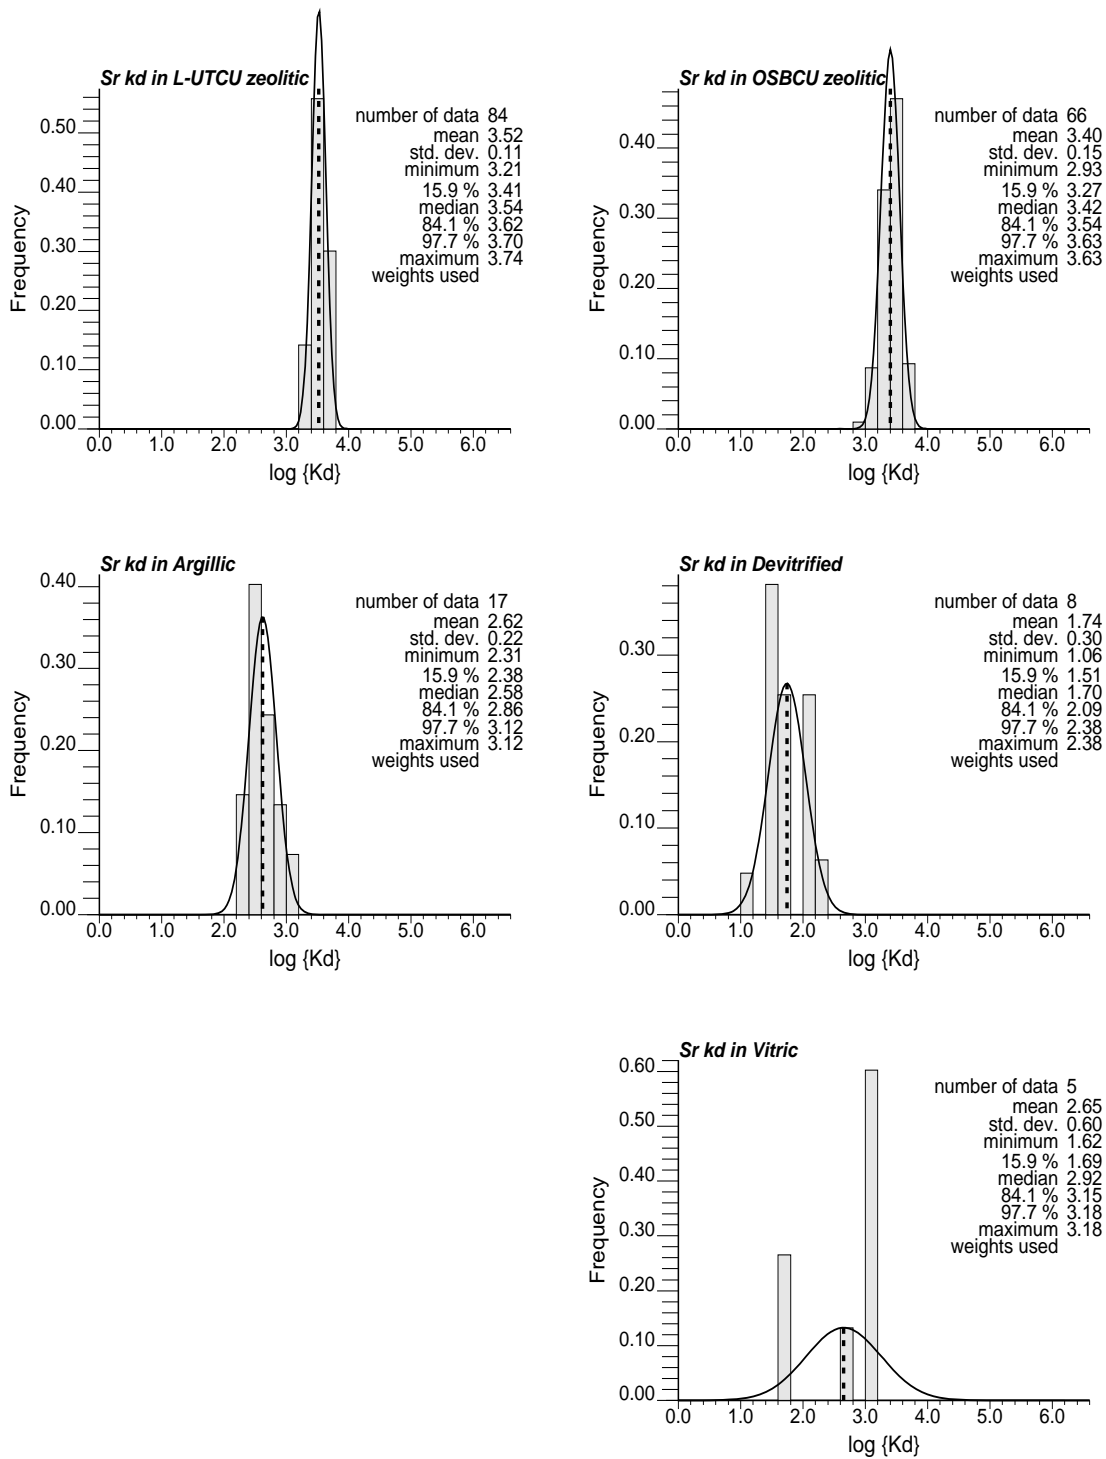 Sr kd in L-UTCU zeolitic
number of data 84
mean 3.52
std. dev. 0.11
minimum 3.21
15.9 % 3.41
median 3.54
84.1 % 3.62
97.7 % 3.70
maximum 3.74
weights used
Frequency
0.50
0.40
0.30
0.20
0.10
0.00
0.0 1.0 2.0 3.0 4.0 5.0 6.0
log {Kd}
Sr kd in OSBCU zeolitic
number of data 66
mean 3.40
std. dev. 0.15
minimum 2.93
15.9 % 3.27
median 3.42
84.1 % 3.54
97.7 % 3.63
maximum 3.63
weights used
Frequency
0.40
0.30
0.20
0.10
0.00
0.0 1.0 2.0 3.0 4.0 5.0 6.0
log {Kd}
Sr kd in Argillic
number of data 17
mean 2.62
std. dev. 0.22
minimum 2.31
15.9 % 2.38
median 2.58
84.1 % 2.86
97.7 % 3.12
maximum 3.12
weights used
Frequency
0.40
0.30
0.20
0.10
0.00
0.0 1.0 2.0 3.0 4.0 5.0 6.0
log {Kd}
Sr kd in Devitrified
number of data 8
mean 1.74
std. dev. 0.30
minimum 1.06
15.9 % 1.51
median 1.70
84.1 % 2.09
97.7 % 2.38
maximum 2.38
weights used
Frequency
0.30
0.20
0.10
0.00
0.0 1.0 2.0 3.0 4.0 5.0 6.0
log {Kd}
Sr kd in Vitric
number of data 5
mean 2.65
std. dev. 0.60
minimum 1.62
15.9 % 1.69
median 2.92
84.1 % 3.15
97.7 % 3.18
maximum 3.18
weights used
Frequency
0.60
0.50
0.40
0.30
0.20
0.10
0.00
0.0 1.0 2.0 3.0 4.0 5.0 6.0
log {Kd}